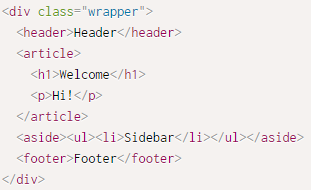 <div class="wrapper">
  <header>Header</header>
  <article>
    <h1>Welcome</h1>
    <p>Hi!</p>
  </article>
  <aside><ul><li>Sidebar</li></ul></aside>
  <footer>Footer</footer>
</div>